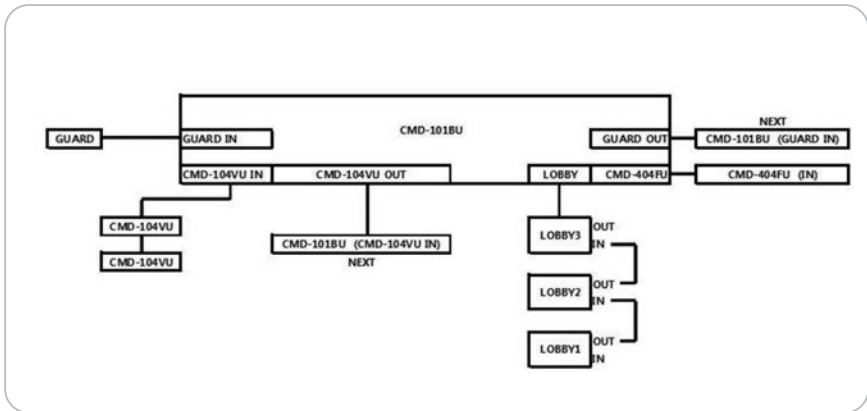 NEXT
GUARD
GUARD IN
CMD-101BU
GUARD OUT
CMD-101BU (GUARD IN)
CMD-104VU IN
CMD-104VU OUT
LOBBY
CMD-404FU
CMD-404FU (IN)
CMD-104VU
CMD-101BU (CMD-104VU IN)
NEXT
CMD-104VU
LOBBY3
OUT
IN
LOBBY2
OUT
IN
LOBBY1
OUT
IN